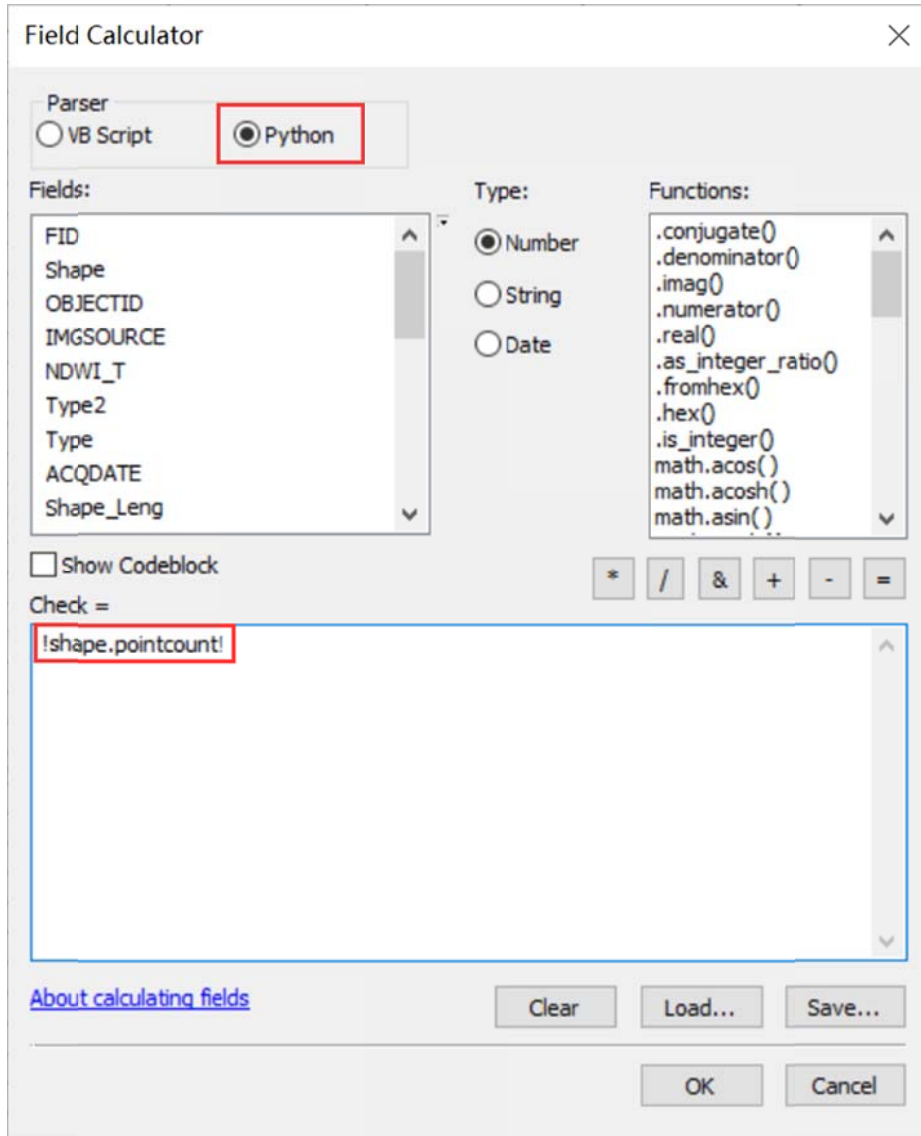 Field Calculator
Parser
VB Script
Python
Fields:
FID
Shape
OBJECTID
IMGSOURCE
NDWI_T
Type2
Type
ACQDATE
Shape_Leng
Type:
Number
String
Date
Functions:
.conjugate()
.denominator()
.imag()
.numerator()
.real()
.as_integer_ratio()
.fromhex()
.hex()
.is_integer()
math.acos( )
math.acosh( )
math.asin( )
Show Codeblock
* / & + - =
Check =
!shape.pointcount!
About calculating fields
Clear
Load...
Save...
OK
Cancel